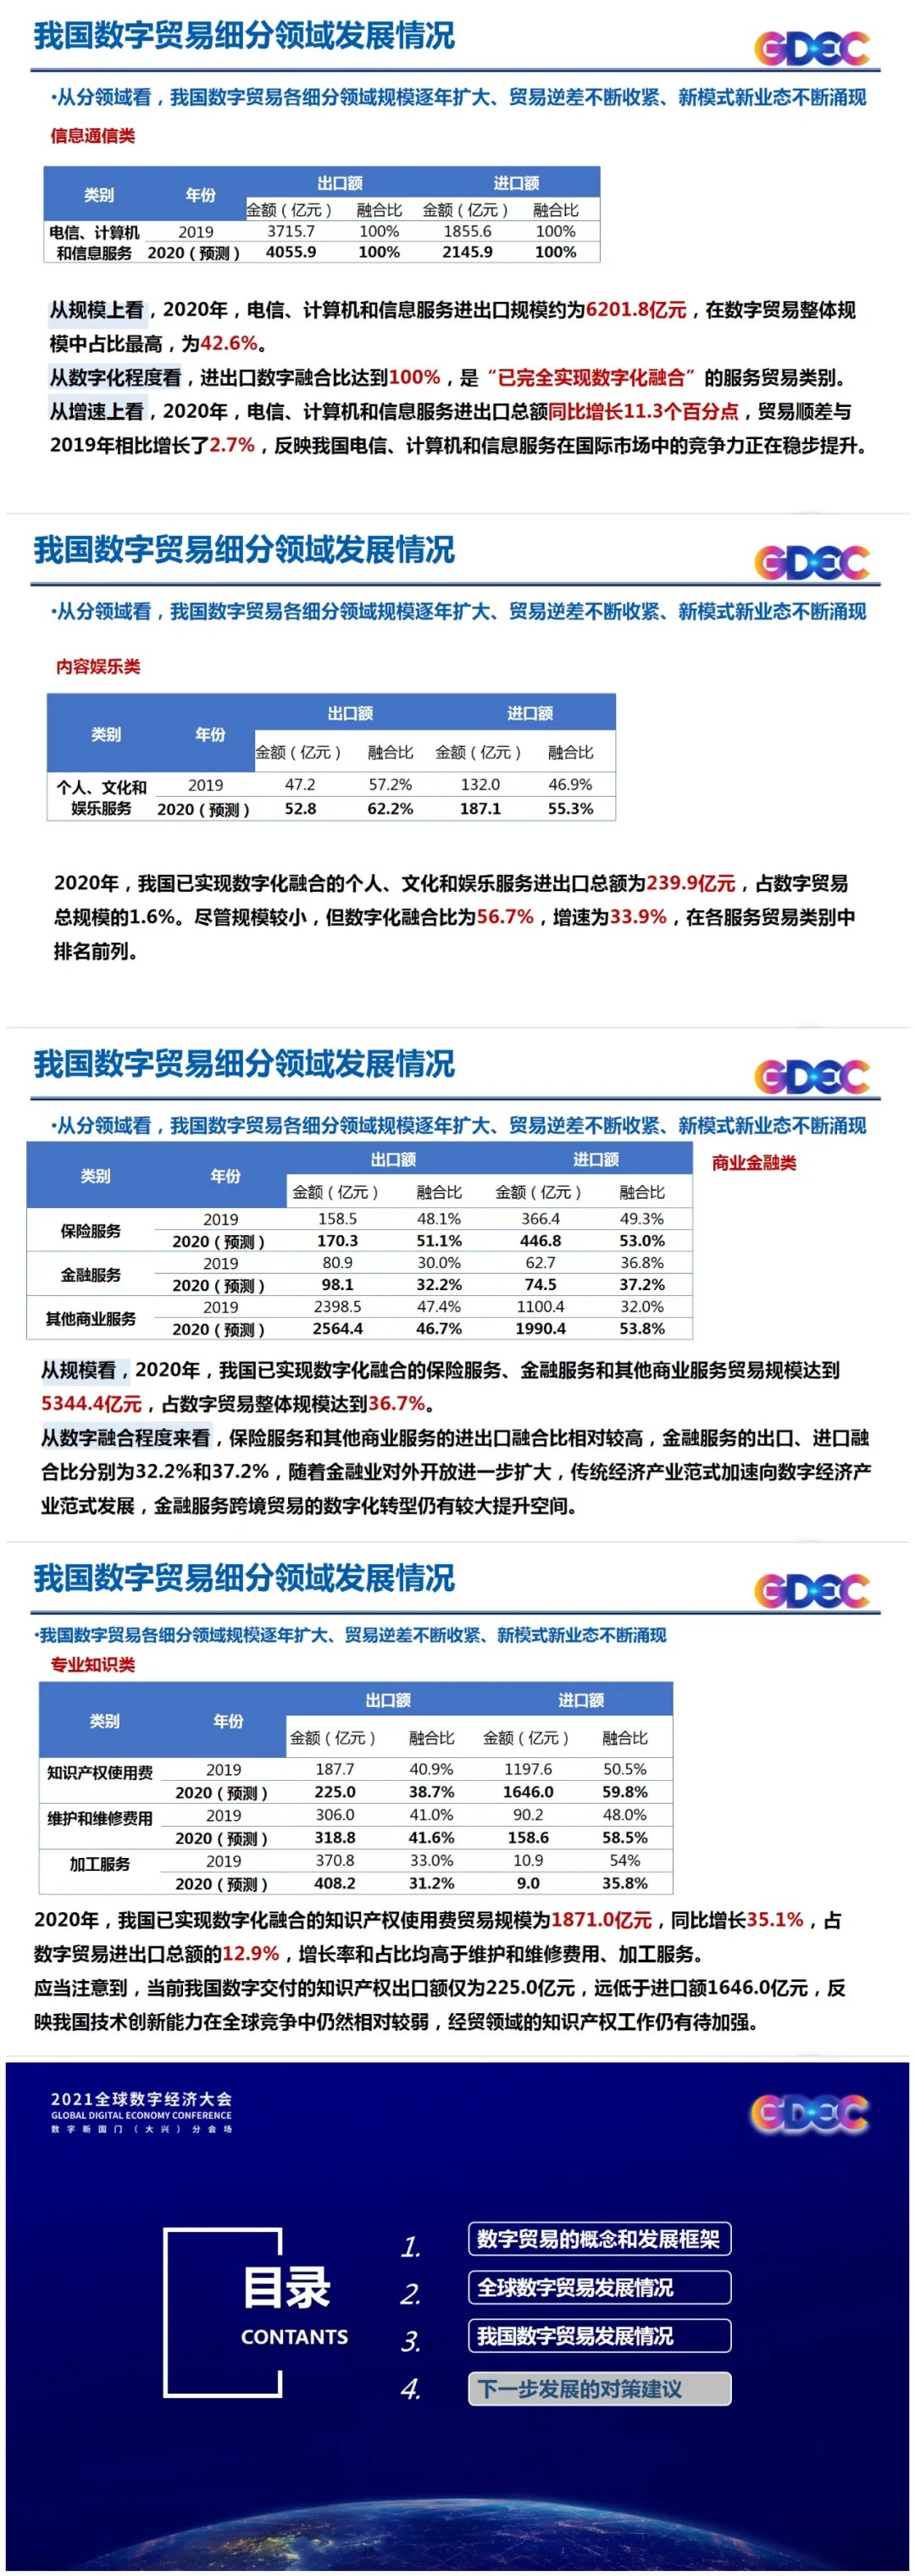 我国数字贸易细分领域发展情况
GDEC
•从分领域看，我国数字贸易各细分领域规模逐年扩大、贸易逆差不断收紧、新模式新业态不断涌现
信息通信类
类别 年份 出口额 进口额
金额（亿元） 融合比 金额（亿元） 融合比
电信、计算机 2019 3715.7 100% 1855.6 100%
和信息服务 2020（预测） 4055.9 100% 2145.9 100%
从规模上看，2020年，电信、计算机和信息服务进出口规模约为6201.8亿元，在数字贸易整体规
模中占比最高，为42.6%。
从数字化程度看，进出口数字融合比达到100%，是“已完全实现数字化融合”的服务贸易类别。
从增速上看，2020年，电信、计算机和信息服务进出口总额同比增长11.3个百分点，贸易顺差与
2019年相比增长了2.7%，反映我国电信、计算机和信息服务在国际市场中的竞争力正在稳步提升。
我国数字贸易细分领域发展情况
GDEC
•从分领域看，我国数字贸易各细分领域规模逐年扩大、贸易逆差不断收紧、新模式新业态不断涌现
内容娱乐类
类别 年份 出口额 进口额
金额（亿元） 融合比 金额（亿元） 融合比
个人、文化和 2019 47.2 57.2% 132.0 46.9%
娱乐服务 2020（预测） 52.8 62.2% 187.1 55.3%
2020年，我国已实现数字化融合的个人、文化和娱乐服务进出口总额为239.9亿元，占数字贸易
总规模的1.6%。尽管规模较小，但数字化融合比为56.7%，增速为33.9%，在各服务贸易类别中
排名前列。
我国数字贸易细分领域发展情况
GDEC
•从分领域看，我国数字贸易各细分领域规模逐年扩大、贸易逆差不断收紧、新模式新业态不断涌现
商业金融类
类别 年份 出口额 进口额
金额（亿元） 融合比 金额（亿元） 融合比
保险服务 2019 158.5 48.1% 366.4 49.3%
2020（预测） 170.3 51.1% 446.8 53.0%
金融服务 2019 80.9 30.0% 62.7 36.8%
2020（预测） 98.1 32.2% 74.5 37.2%
其他商业服务 2019 2398.5 47.4% 1100.4 32.0%
2020（预测） 2564.4 46.7% 1990.4 53.8%
从规模看，2020年，我国已实现数字化融合的保险服务、金融服务和其他商业服务贸易规模达到
5344.4亿元，占数字贸易整体规模达到36.7%。
从数字融合程度来看，保险服务和其他商业服务的进出口融合比相对较高，金融服务的出口、进口融
合比分别为32.2%和37.2%，随着金融业对外开放进一步扩大，传统经济产业范式加速向数字经济产
业范式发展，金融服务跨境贸易的数字化转型仍有较大提升空间。
我国数字贸易细分领域发展情况
GDEC
•我国数字贸易各细分领域规模逐年扩大、贸易逆差不断收紧、新模式新业态不断涌现
专业知识类
类别 年份 出口额 进口额
金额（亿元） 融合比 金额（亿元） 融合比
知识产权使用费 2019 187.7 40.9% 1197.6 50.5%
2020（预测） 225.0 38.7% 1646.0 59.8%
维护和维修费用 2019 306.0 41.0% 90.2 48.0%
2020（预测） 318.8 41.6% 158.6 58.5%
加工服务 2019 370.8 33.0% 10.9 54%
2020（预测） 408.2 31.2% 9.0 35.8%
2020年，我国已实现数字化融合的知识产权使用费贸易规模为1871.0亿元，同比增长35.1%，占
数字贸易进出口总额的12.9%，增长率和占比均高于维护和维修费用、加工服务。
应当注意到，当前我国数字交付的知识产权出口额仅为225.0亿元，远低于进口额1646.0亿元，反
映我国技术创新能力在全球竞争中仍然相对较弱，经贸领域的知识产权工作仍有待加强。
2021全球数字经济大会
GLOBAL DIGITAL ECONOMY CONFERENCE
数字新国门（大兴）分会场
GDEC
目录
CONTANTS
1. 数字贸易的概念和发展框架
2. 全球数字贸易发展情况
3. 我国数字贸易发展情况
4. 下一步发展的对策建议